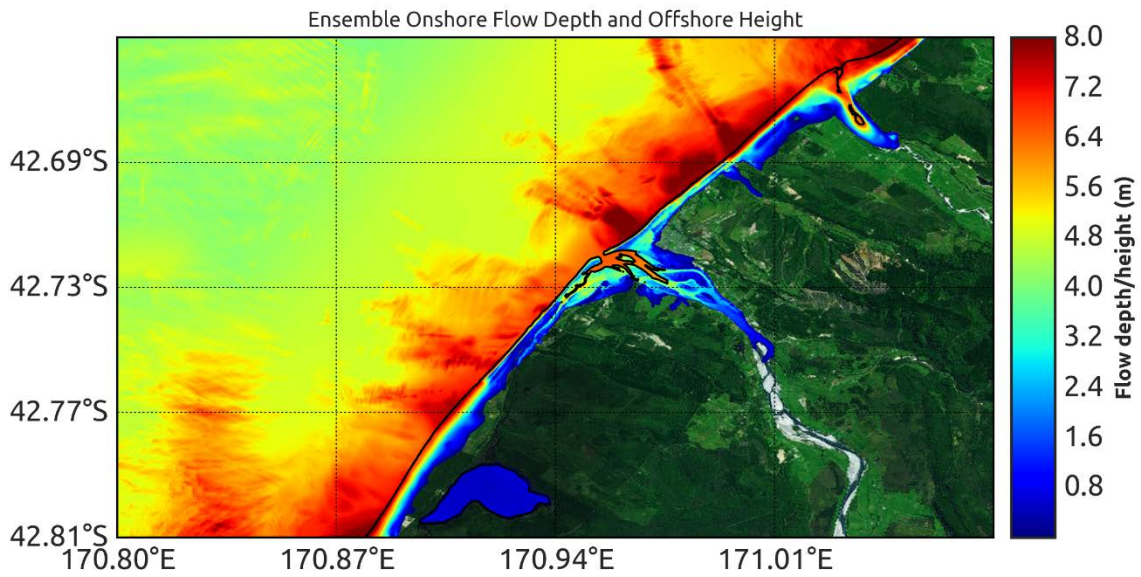 Ensemble Onshore Flow Depth and Offshore Height
8.0
7.2
6.4
5.6
4.8
4.0
3.2
2.4
1.6
0.8
Flow depth/height (m)
42.69°S
42.73°S
42.77°S
42.81°S
170.80°E
170.87°E
170.94°E
171.01°E